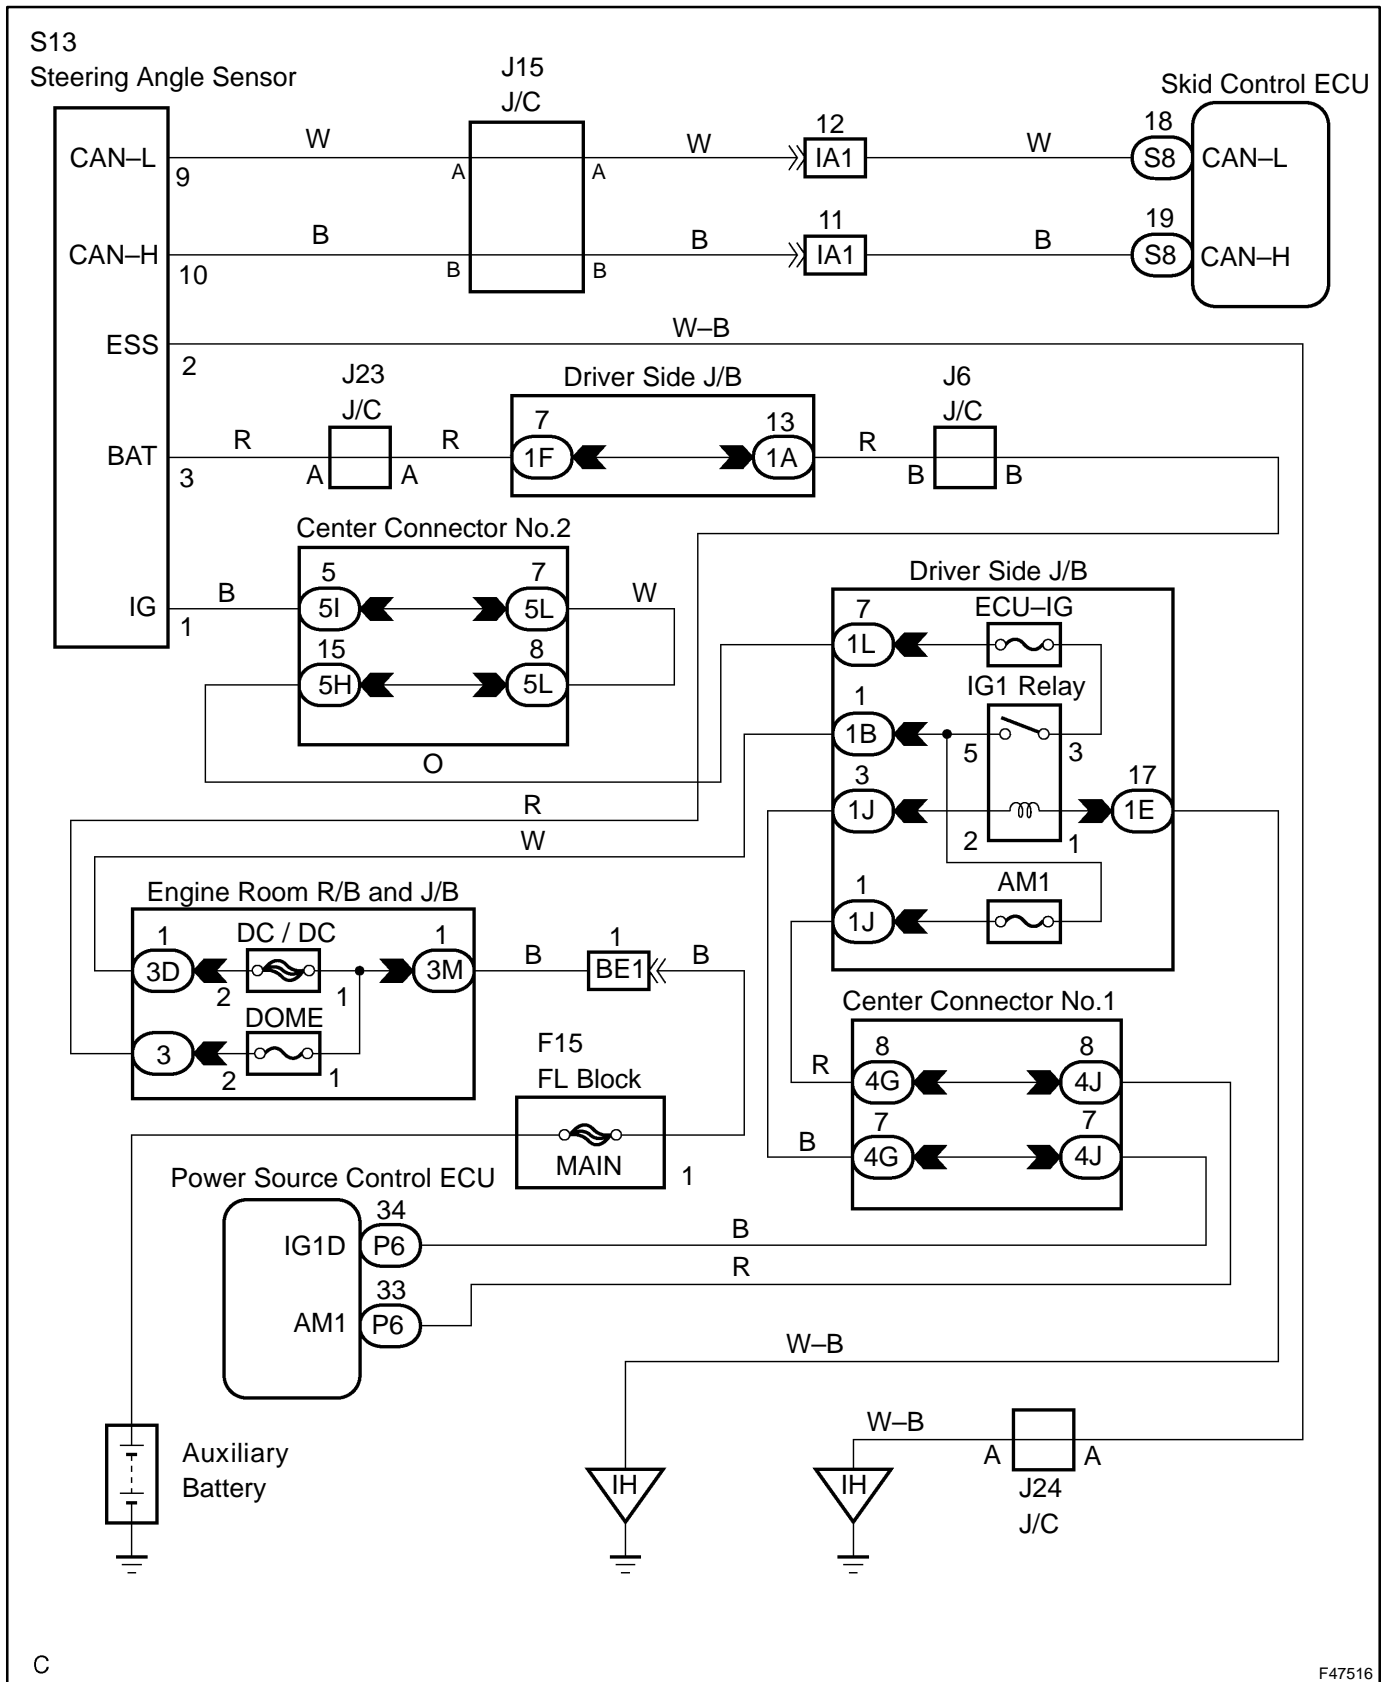 S13
Steering Angle Sensor
J15
J/C
Skid Control ECU
CAN–L
9
W
A
A
W
12
IA1
W
18
S8
CAN–L
CAN–H
10
B
B
B
B
11
IA1
B
19
S8
CAN–H
ESS
2
W–B
J23
J/C
Driver Side J/B
J6
J/C
BAT
3
R
A
A
R
7
1F
13
1A
R
B
B
Center Connector No.2
IG
1
B
5
5I
7
5L
W
15
5H
8
5L
O
Driver Side J/B
ECU–IG
7
1L
IG1 Relay
1
1B
5
3
3
1J
2
1
17
1E
AM1
1
1J
R
W
Engine Room R/B and J/B
DC / DC
1
3D
2
1
1
3M
B
1
BE1
B
DOME
3
2
1
F15
FL Block
MAIN
1
Center Connector No.1
R
8
4G
8
4J
B
7
4G
7
4J
Power Source Control ECU
IG1D
34
P6
B
R
AM1
33
P6
W–B
W–B
A
A
J24
J/C
Auxiliary
Battery
IH
IH
C
F47516